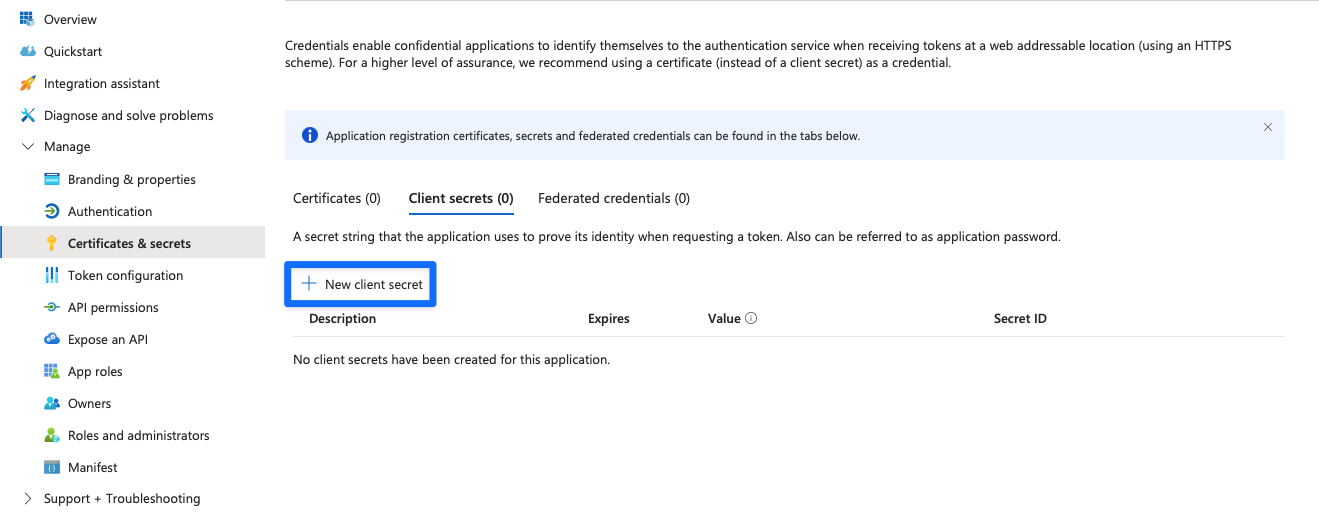 Overview
Quickstart
Integration assistant
Diagnose and solve problems
Manage
Branding & properties
Authentication
Certificates & secrets
Token configuration
API permissions
Expose an API
App roles
Owners
Roles and administrators
Manifest
Support + Troubleshooting
Credentials enable confidential applications to identify themselves to the authentication service when receiving tokens at a web addressable location (using an HTTPS
scheme). For a higher level of assurance, we recommend using a certificate (instead of a client secret) as a credential.
Application registration certificates, secrets and federated credentials can be found in the tabs below.
Certificates (0) Client secrets (0) Federated credentials (0)
A secret string that the application uses to prove its identity when requesting a token. Also can be referred to as application password.
New client secret
Description Expires Value Secret ID
No client secrets have been created for this application.